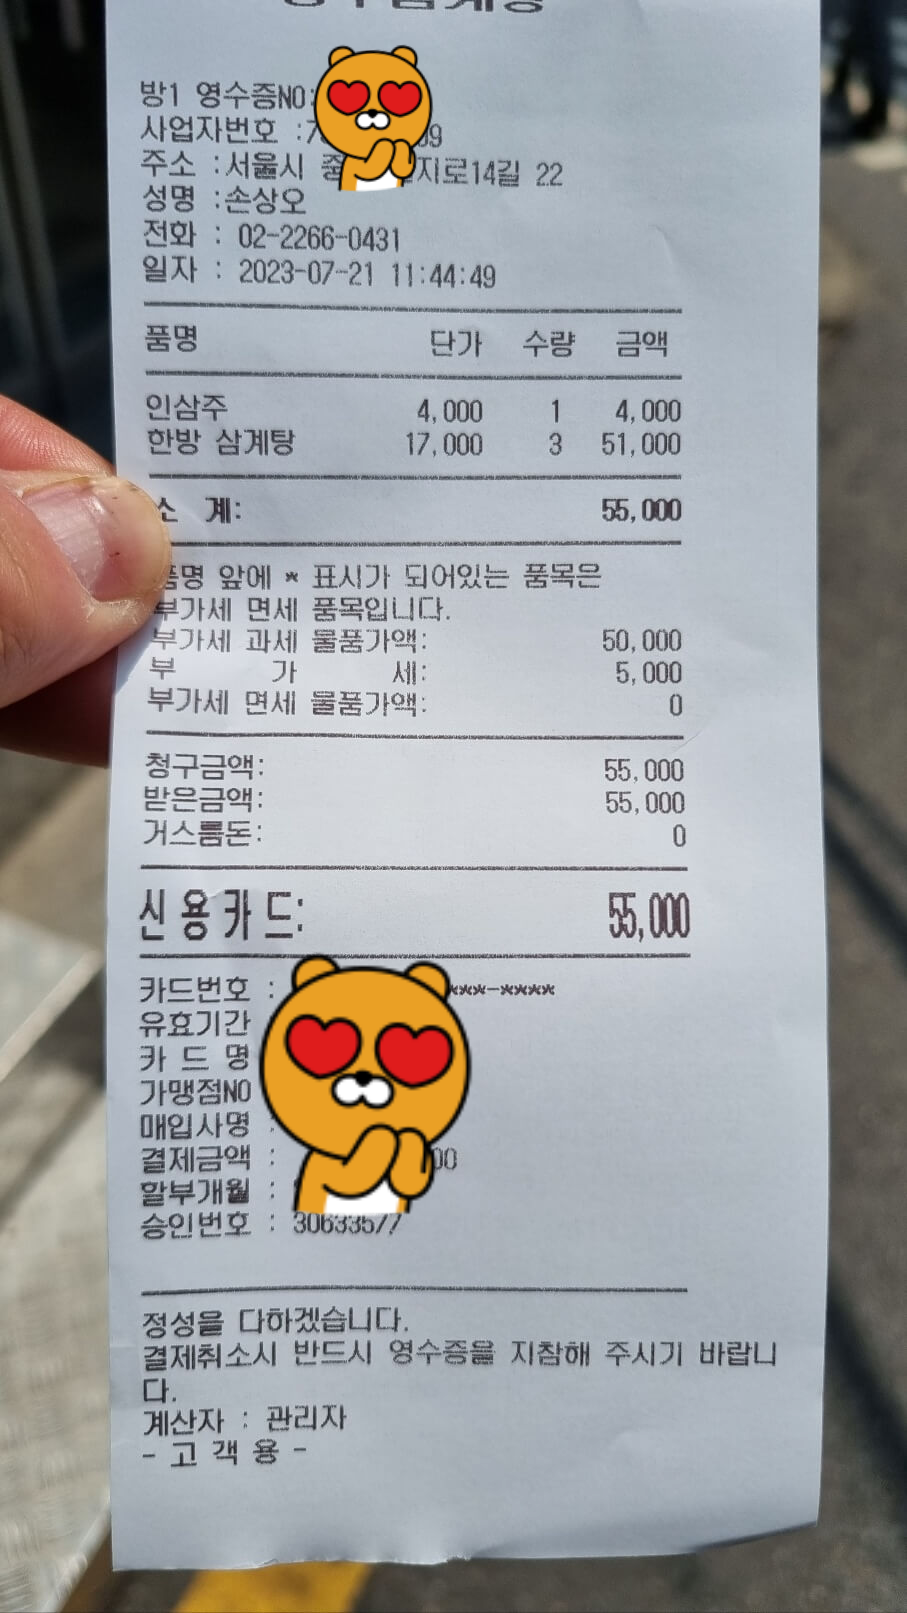 방1 영수증NO:
사업자번호 :7 09
주소 :서울시 중 지로14길 22
성명 :손상오
전화 : 02-2266-0431
일자 : 2023-07-21 11:44:49
품명 단가 수량 금액
인삼주 4,000 1 4,000
한방 삼계탕 17,000 3 51,000
소 계: 55,000
품명 앞에 * 표시가 되어있는 품목은
부가세 면세 품목입니다.
부가세 과세 물품가액: 50,000
부 가 세: 5,000
부가세 면세 물품가액: 0
청구금액: 55,000
받은금액: 55,000
거스름돈: 0
신용카드: 55,000
카드번호 : ***-****
유효기간
카 드 명
가맹점NO
매입사명 :
결제금액 : 00
할부개월 :
승인번호 : 30633577
정성을 다하겠습니다.
결제취소시 반드시 영수증을 지참해 주시기 바랍니
다.
계산자 : 관리자
- 고 객 용 -